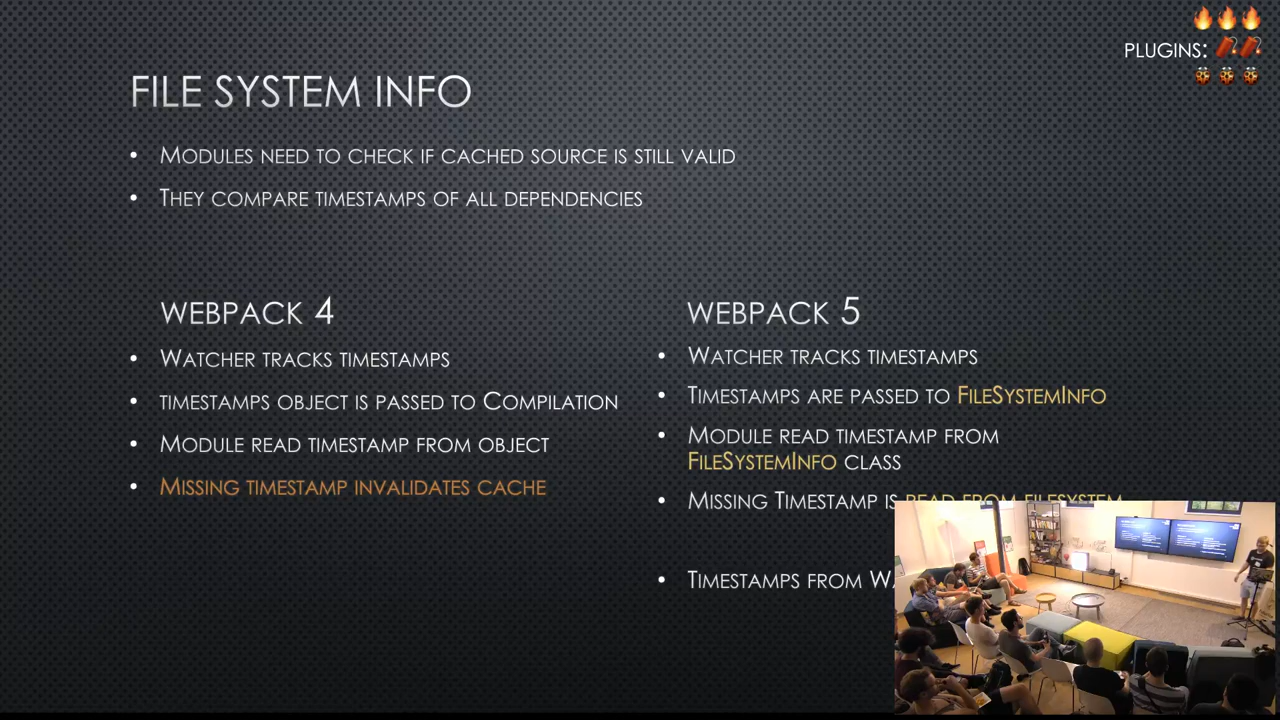 PLUGINS:
FILE SYSTEM INFO
• MODULES NEED TO CHECK IF CACHED SOURCE IS STILL VALID
• THEY COMPARE TIMESTAMPS OF ALL DEPENDENCIES
WEBPACK 4
• WATCHER TRACKS TIMESTAMPS
• TIMESTAMPS OBJECT IS PASSED TO COMPILATION
• MODULE READ TIMESTAMP FROM OBJECT
• MISSING TIMESTAMP INVALIDATES CACHE
WEBPACK 5
• WATCHER TRACKS TIMESTAMPS
• TIMESTAMPS ARE PASSED TO FILESYSTEMINFO
• MODULE READ TIMESTAMP FROM
FILESYSTEMINFO CLASS
• MISSING TIMESTAMP IS READ FROM FILESYSTEM
• TIMESTAMPS FROM